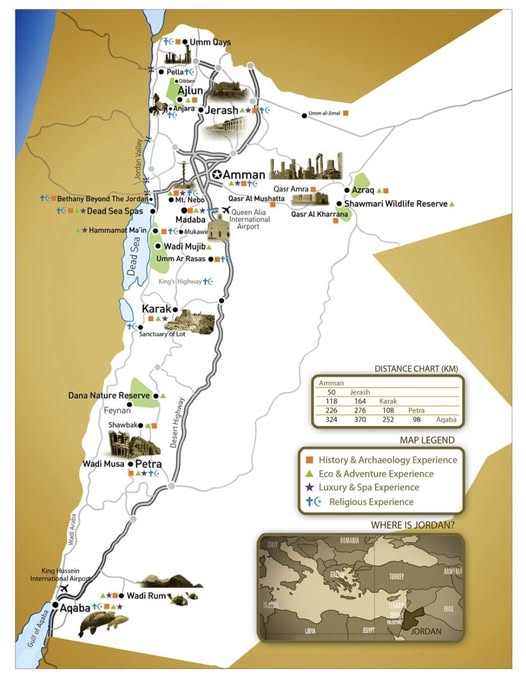 Umm Qays
Pella
Dibben
Ajlun
Anjara
Jerash
Umm al-Jimal
Jordan Valley
Amman
Qasr Amra
Azraq
Bethany Beyond The Jordan
Mt. Nebo
Qasr Al Mushatta
Shawmari Wildlife Reserve
Dead Sea Spas
Madaba
Queen Alia
International
Airport
Qasr Al Kharrana
Hammamat Ma'in
Mukawir
Dead Sea
Wadi Mujib
Umm Ar Rasas
King's Highway
Karak
Sanctuary of Lot
Dana Nature Reserve
Feynan
Desert Highway
Shawbak
Wadi Musa
Petra
Wadi Araba
King Hussein
International Airport
Wadi Rum
Aqaba
Gulf of Aqaba
DISTANCE CHART (KM)
Amman
50 Jerash
118 164 Karak
226 276 108 Petra
324 370 252 98 Aqaba
MAP LEGEND
History & Archaeology Experience
Eco & Adventure Experience
Luxury & Spa Experience
Religious Experience
WHERE IS JORDAN?
ROMANIA
ARMENIA
TURKEY
IRAQ
LIBYA
EGYPT
JORDAN